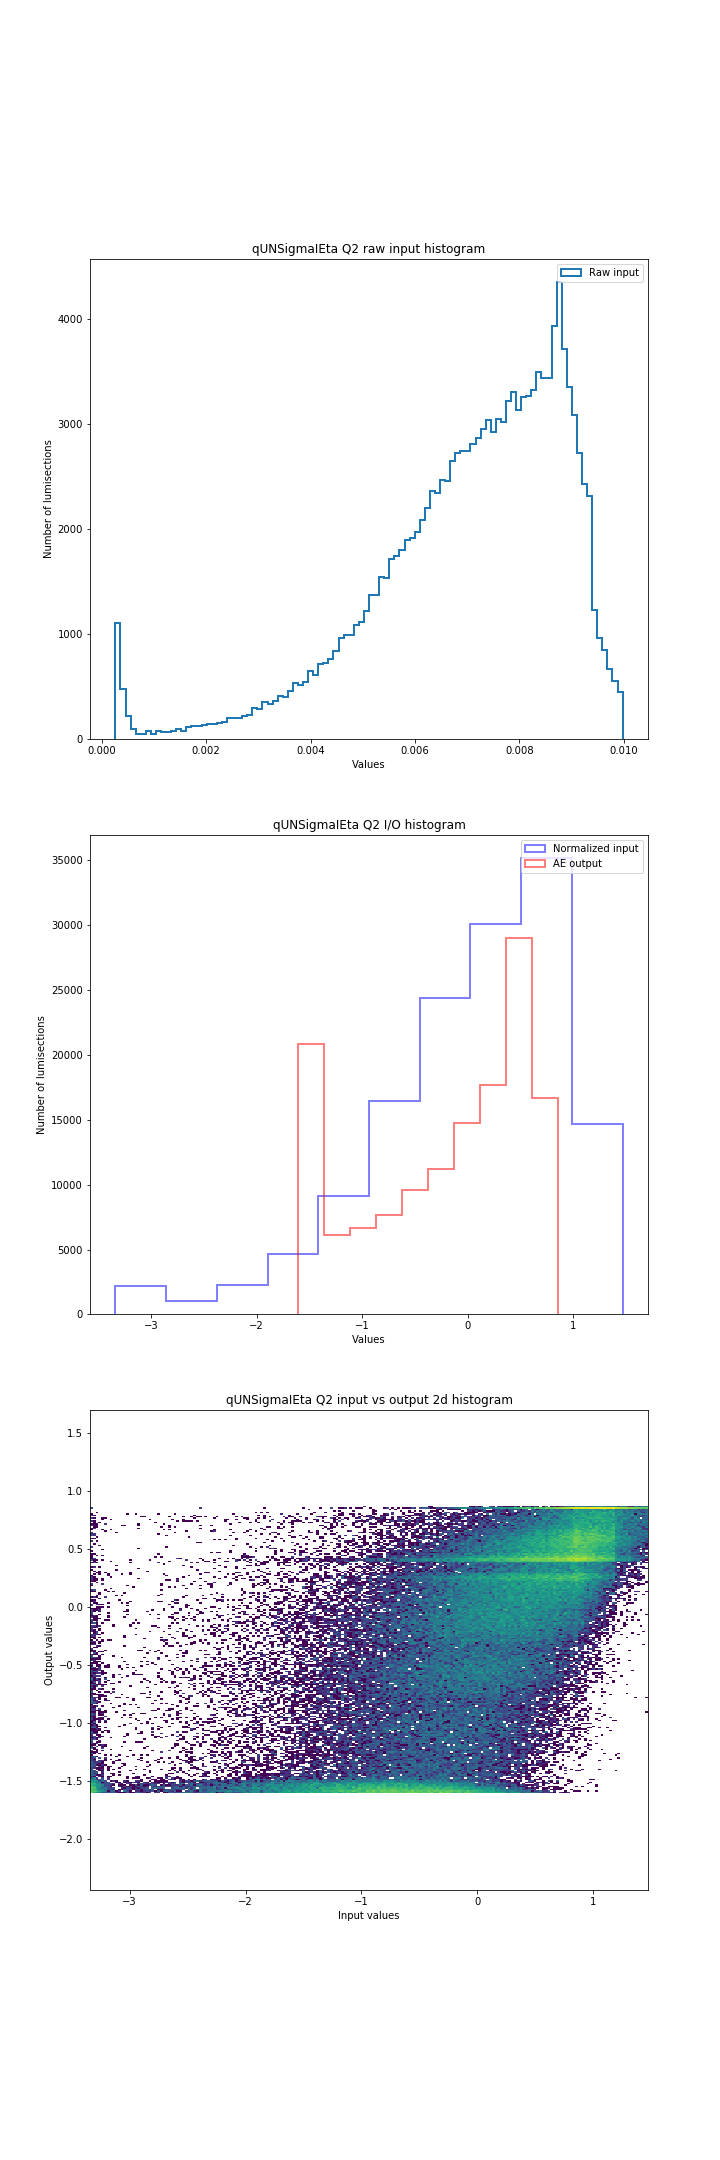 qUNSigmaIEta Q2 raw input histogram
Raw input
Number of lumisections
4000
3000
2000
1000
0
0.000 0.002 0.004 0.006 0.008 0.010
Values
qUNSigmaIEta Q2 I/O histogram
Normalized input
AE output
Number of lumisections
35000
30000
25000
20000
15000
10000
5000
0
−3 −2 −1 0 1
Values
qUNSigmaIEta Q2 input vs output 2d histogram
Output values
1.5
1.0
0.5
0.0
−0.5
−1.0
−1.5
−2.0
−3 −2 −1 0 1
Input values